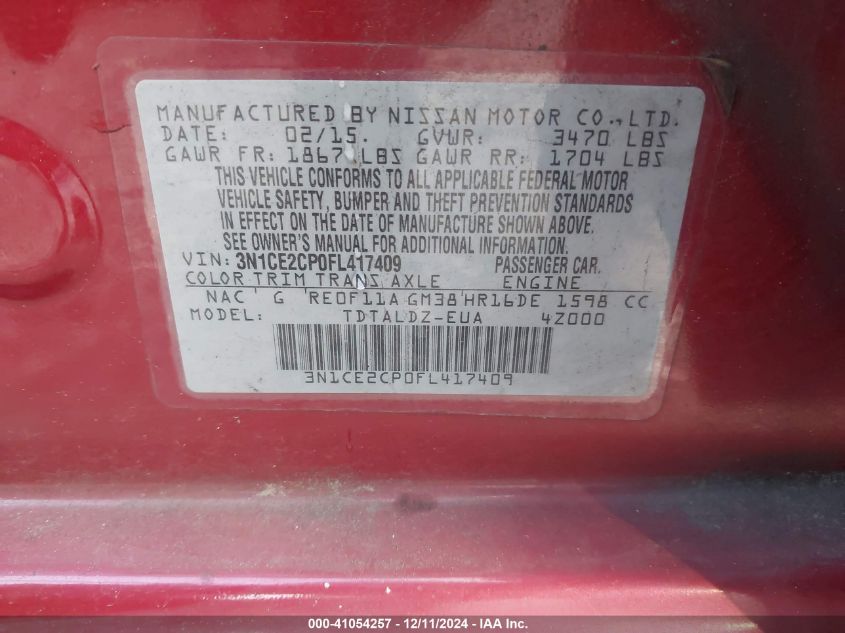 MANUFACTURED BY NISSAN MOTOR CO., LTD.
DATE: 02/15. GVWR: 3470 LBS
GAWR FR: 1867 LBS GAWR RR: 1704 LBS
THIS VEHICLE CONFORMS TO ALL APPLICABLE FEDERAL MOTOR
VEHICLE SAFETY, BUMPER AND THEFT PREVENTION STANDARDS
IN EFFECT ON THE DATE OF MANUFACTURE SHOWN ABOVE.
SEE OWNER'S MANUAL FOR ADDITIONAL INFORMATION.
VIN: 3N1CE2CP0FL417409 PASSENGER CAR.
COLOR TRIM TRANS AXLE ENGINE
NAC G RE0F11A GM38 HR16DE 1598 CC
MODEL: TDTALDZ-EUA 4Z000
3N1CE2CP0FL417409
000-41054257 - 12/11/2024 - IAA Inc.